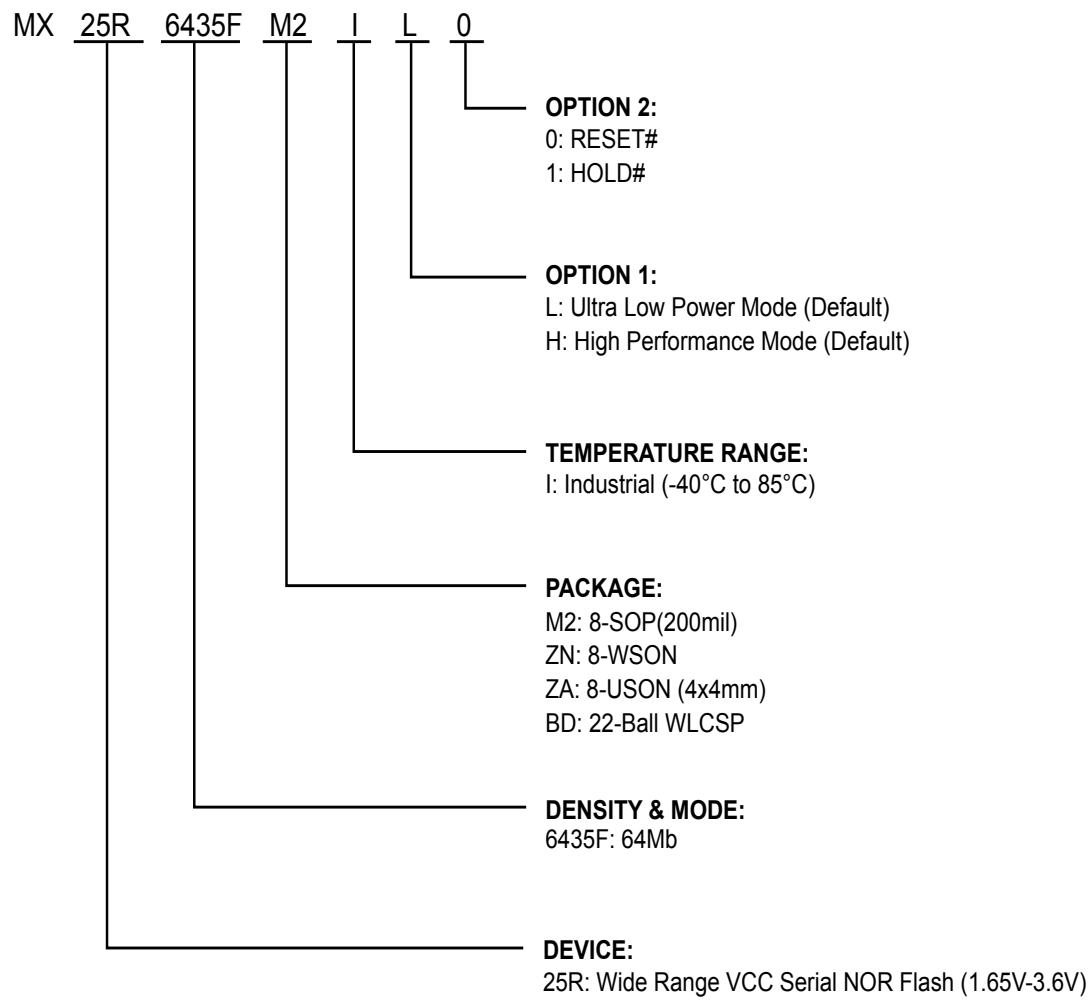 MX 25R 6435F M2 I L 0
OPTION 2:
0: RESET#
1: HOLD#
OPTION 1:
L: Ultra Low Power Mode (Default)
H: High Performance Mode (Default)
TEMPERATURE RANGE:
I: Industrial (-40°C to 85°C)
PACKAGE:
M2: 8-SOP(200mil)
ZN: 8-WSON
ZA: 8-USON (4x4mm)
BD: 22-Ball WLCSP
DENSITY & MODE:
6435F: 64Mb
DEVICE:
25R: Wide Range VCC Serial NOR Flash (1.65V-3.6V)